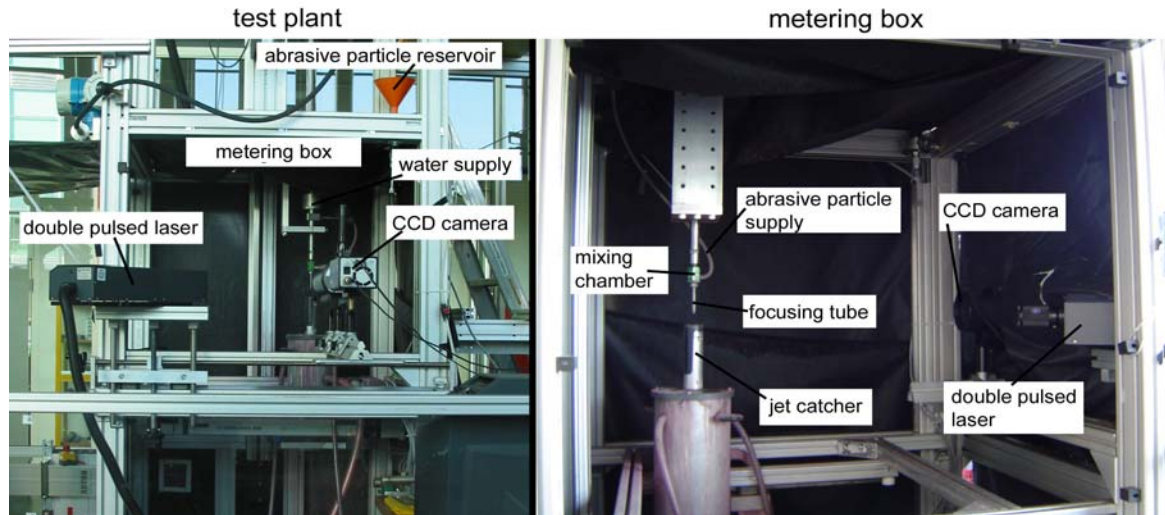 test plant
metering box
abrasive particle reservoir
metering box
water supply
double pulsed laser
CCD camera
abrasive particle
supply
CCD camera
mixing
chamber
focusing tube
jet catcher
double pulsed
laser